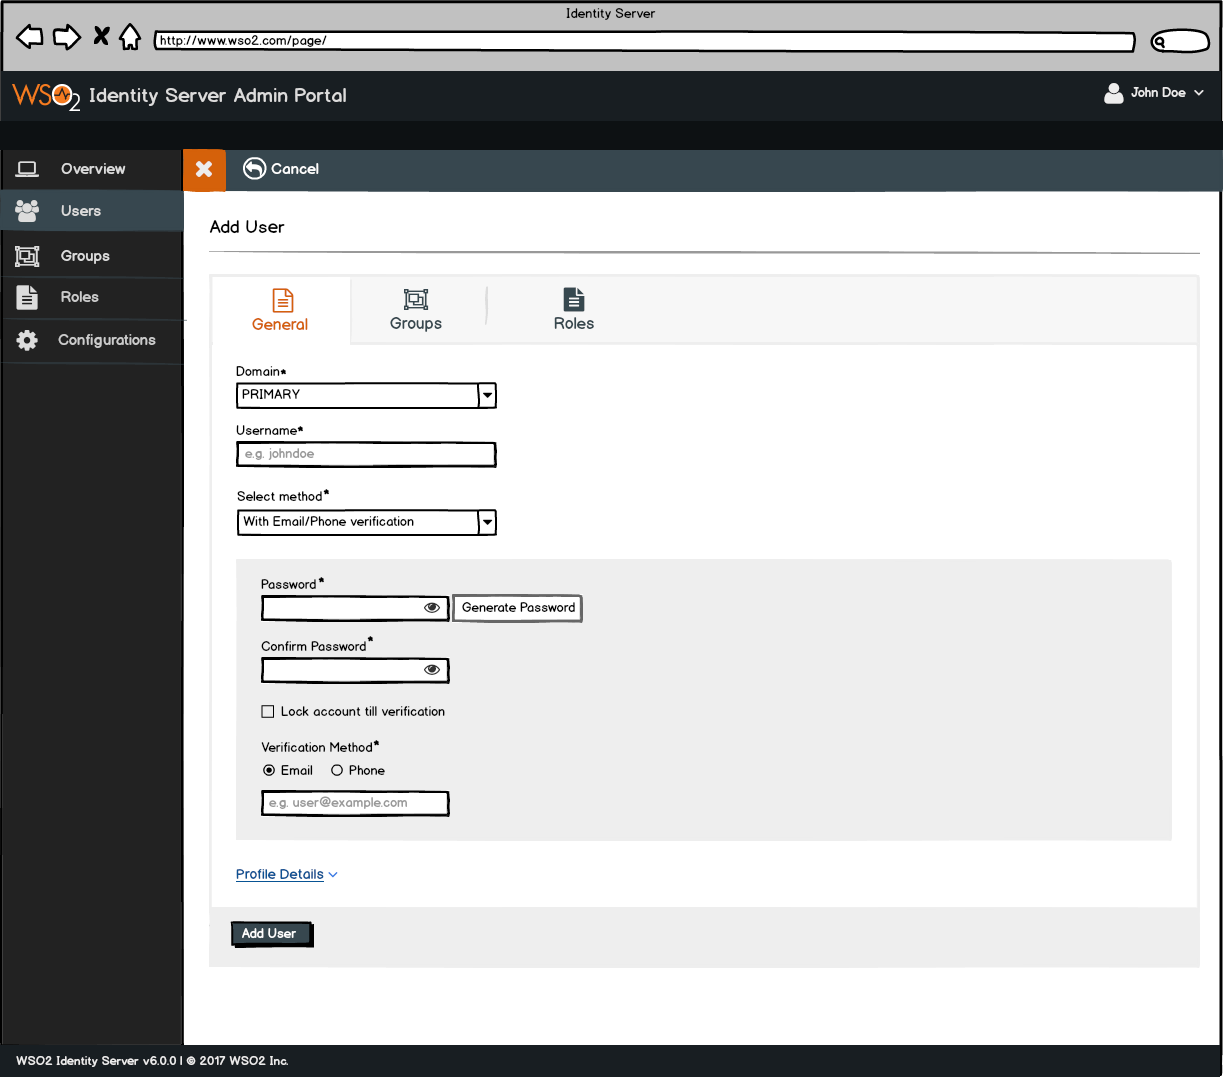 Identity Server
http://www.wso2.com/page/
WSO2 Identity Server Admin Portal
John Doe
Overview
Cancel
Users
Add User
Groups
Roles
Configurations
General
Groups
Roles
Domain*
PRIMARY
Username*
e.g. johndoe
Select method*
With Email/Phone verification
Password*
Generate Password
Confirm Password*
Lock account till verification
Verification Method*
Email Phone
e.g. user@example.com
Profile Details
Add User
WSO2 Identity Server v6.0.0 | © 2017 WSO2 Inc.